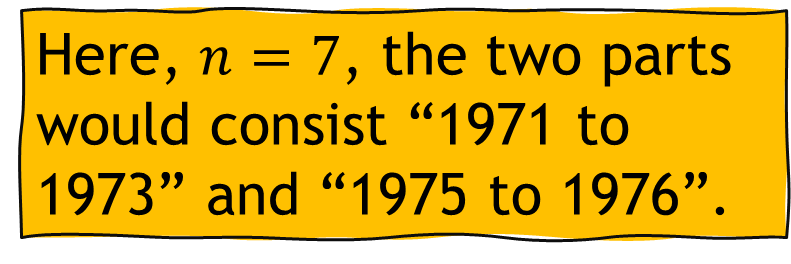 Here, n = 7, the two parts
would consist “1971 to
1973” and “1975 to 1976”.